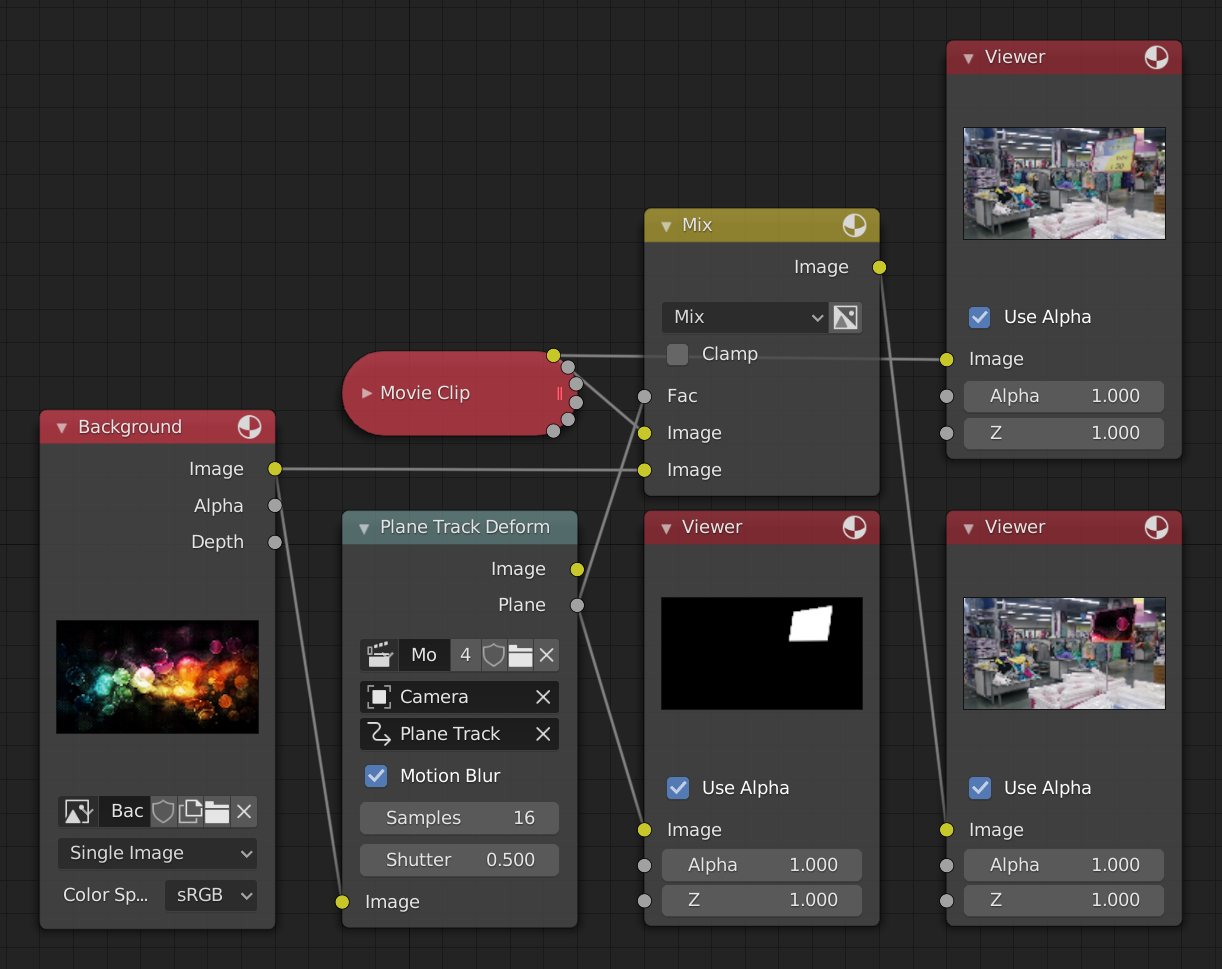 Background
Image
Alpha
Depth
Bac
Single Image
Color Sp...
sRGB
Movie Clip
Plane Track Deform
Image
Plane
Mo
4
Camera
Plane Track
Motion Blur
Samples 16
Shutter 0.500
Image
Mix
Image
Mix
Clamp
Fac
Image
Image
Viewer
Use Alpha
Image
Alpha 1.000
Z 1.000
Viewer
Use Alpha
Image
Alpha 1.000
Z 1.000
Viewer
Use Alpha
Image
Alpha 1.000
Z 1.000